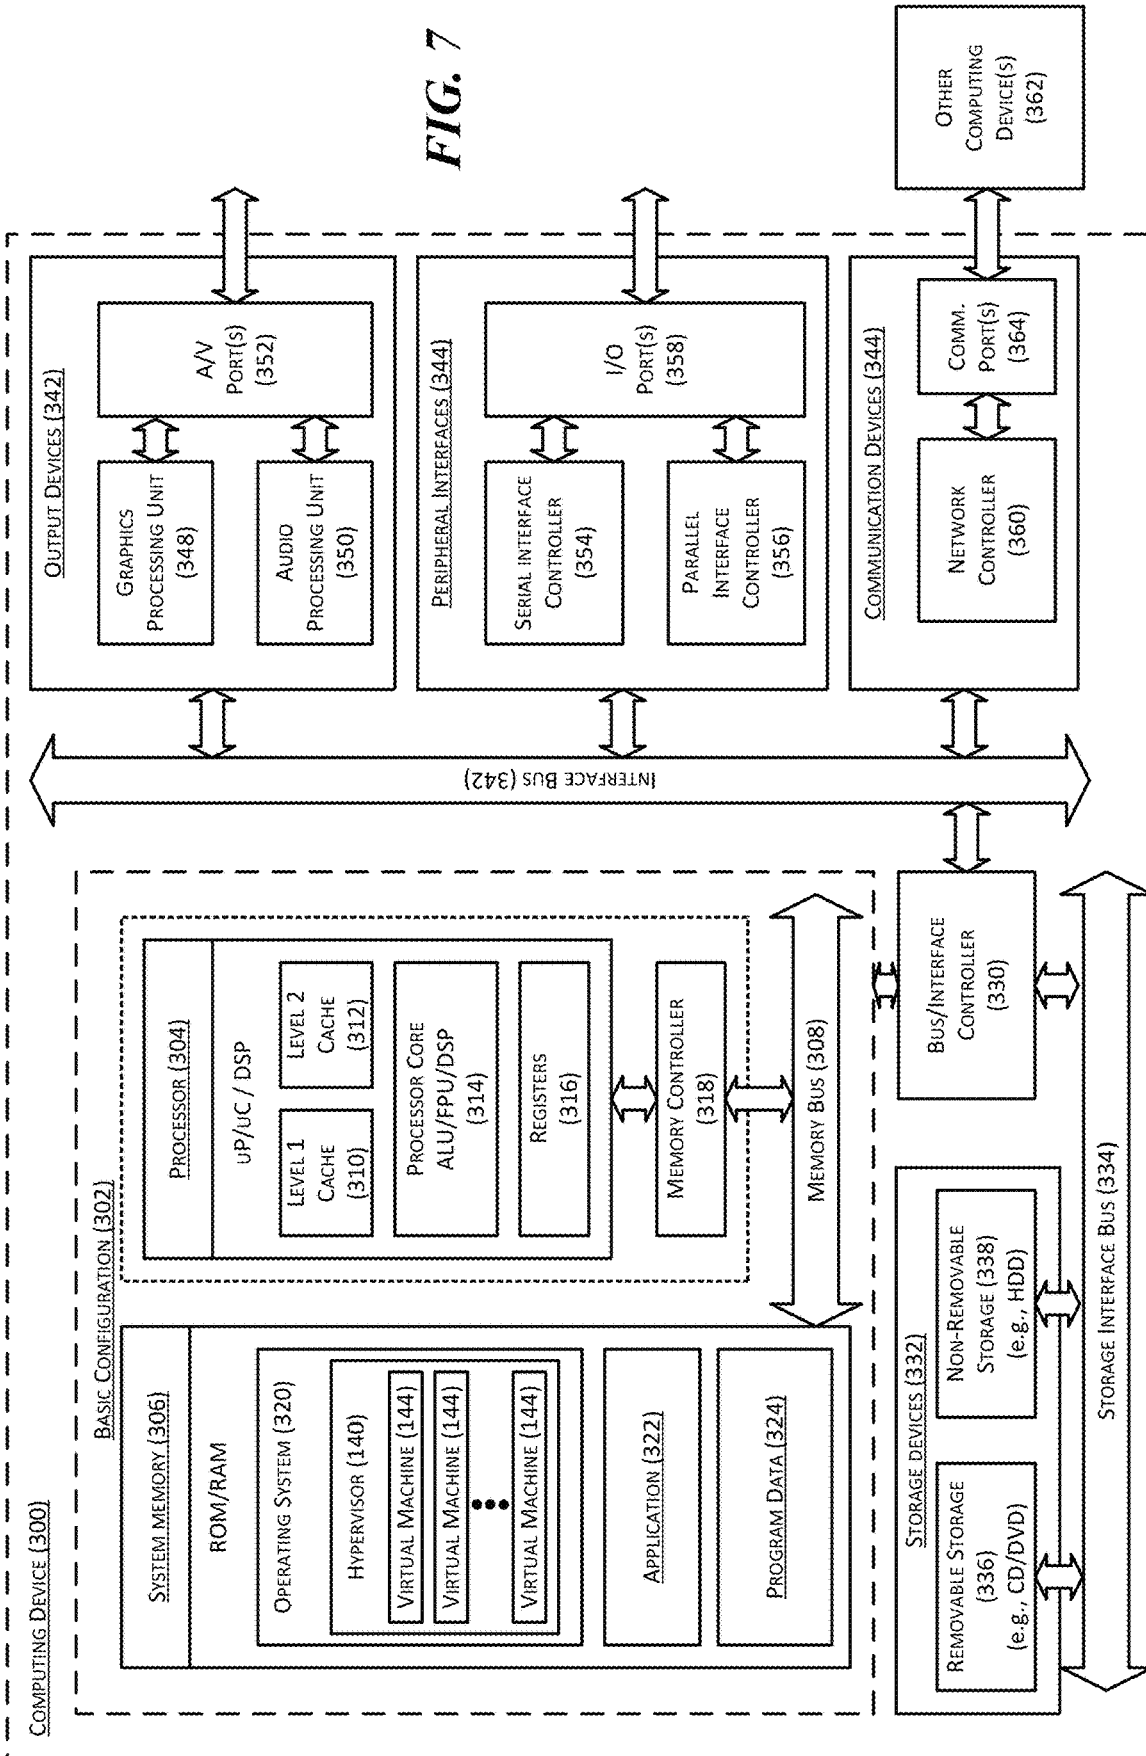 COMPUTING DEVICE (300)
BASIC CONFIGURATION (302)
SYSTEM MEMORY (306)
ROM/RAM
OPERATING SYSTEM (320)
HYPERVISOR (140)
VIRTUAL MACHINE (144)
VIRTUAL MACHINE (144)
VIRTUAL MACHINE (144)
APPLICATION (322)
PROGRAM DATA (324)
PROCESSOR (304)
UP/UC / DSP
LEVEL 1
CACHE
(310)
LEVEL 2
CACHE
(312)
PROCESSOR CORE
ALU/FPU/DSP
(314)
REGISTERS
(316)
MEMORY CONTROLLER
(318)
MEMORY BUS (308)
STORAGE DEVICES (332)
REMOVABLE STORAGE
(336)
(e.g., CD/DVD)
NON-REMOVABLE
STORAGE (338)
(e.g., HDD)
STORAGE INTERFACE BUS (334)
BUS/INTERFACE
CONTROLLER
(330)
INTERFACE BUS (342)
OUTPUT DEVICES (342)
GRAPHICS
PROCESSING UNIT
(348)
AUDIO
PROCESSING UNIT
(350)
A/V
PORT(S)
(352)
PERIPHERAL INTERFACES (344)
SERIAL INTERFACE
CONTROLLER
(354)
PARALLEL
INTERFACE
CONTROLLER
(356)
I/O
PORT(S)
(358)
COMMUNICATION DEVICES (344)
NETWORK
CONTROLLER
(360)
COMM.
PORT(S)
(364)
OTHER
COMPUTING
DEVICE(S)
(362)
FIG. 7